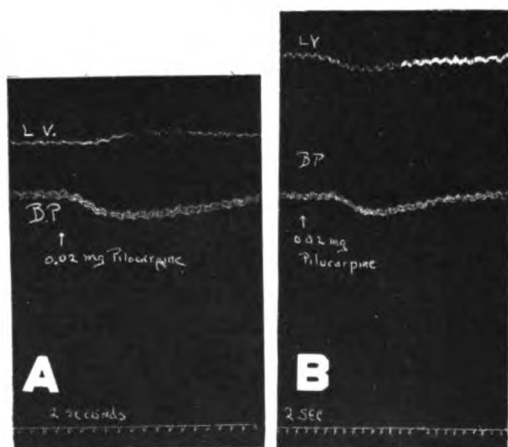 L V.
B.P
0.02 mg Pilocarpine
A
2 seconds
LV
BP
0.02 mg
Pilocarpine
B
2 SEC